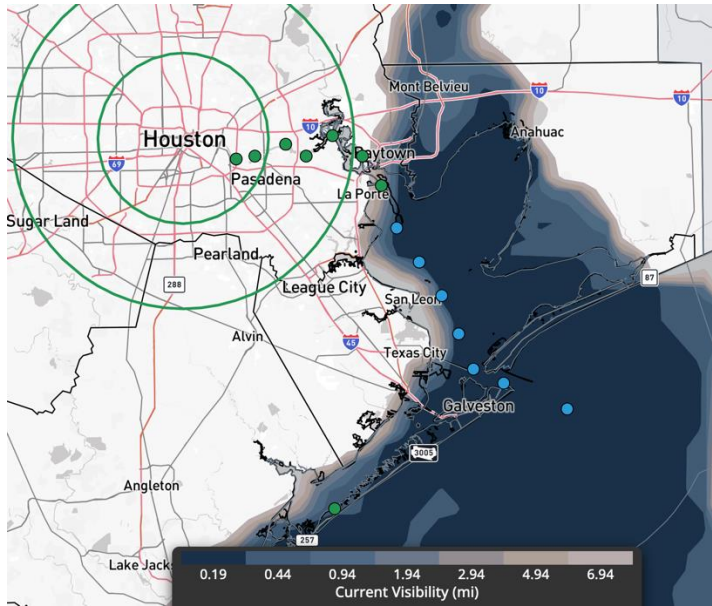 Mont Belvieu
10
10
10
Houston
Anahuac
69
Baytown
Pasadena
La Porte
Sugar Land
Pearland
87
288
League City
San Leon
Alvin
45
Texas City
Galveston
3005
Angleton
257
Lake Jacks
0.19 0.44 0.94 1.94 2.94 4.94 6.94
Current Visibility (mi)